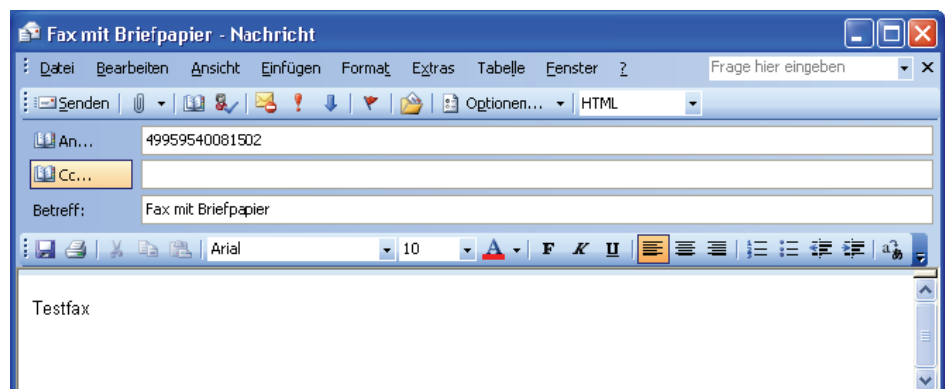 Fax mit Briefpapier - Nachricht
Datei Bearbeiten Ansicht Einfügen Format Extras Tabelle Fenster ? Frage hier eingeben
Senden Optionen... HTML
An... 49959540081502
Cc...
Betreff: Fax mit Briefpapier
Arial 10 A F K U
Testfax